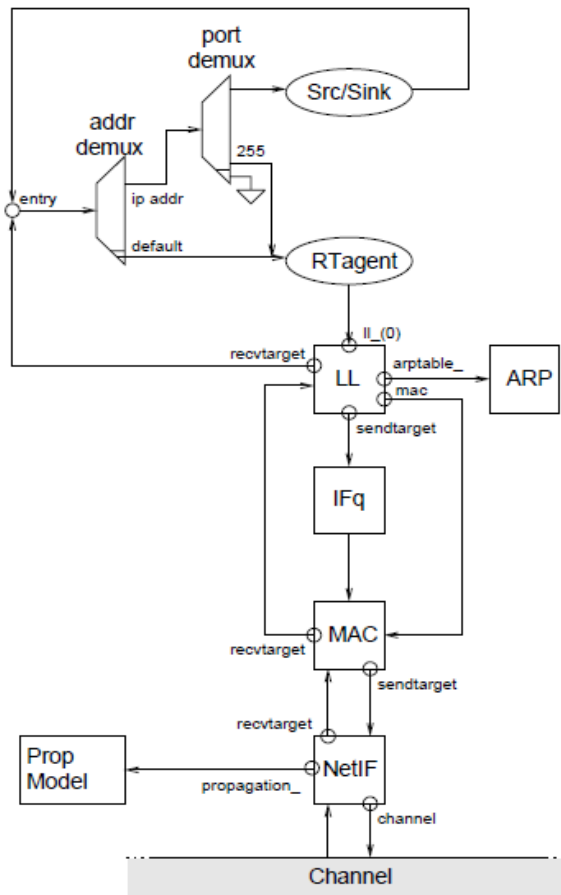 port
demux
Src/Sink
addr
demux
255
entry
ip addr
default
RTagent
ll_(0)
recvtarget
arptable_
LL
ARP
mac
sendtarget
IFq
MAC
recvtarget
sendtarget
recvtarget
Prop
Model
NetIF
propagation_
channel
Channel